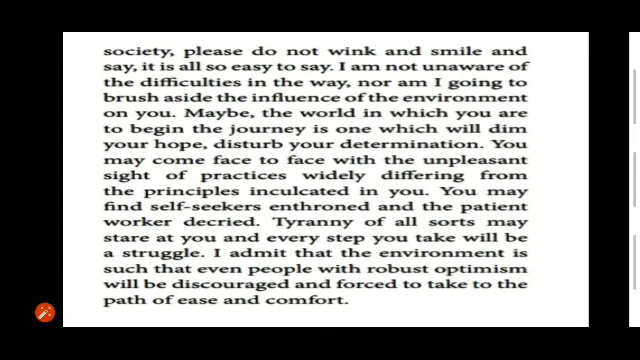 society, please do not wink and smile and
say, it is all so easy to say. I am not unaware of
the difficulties in the way, nor am I going to
brush aside the influence of the environment
on you. Maybe, the world in which you are
to begin the journey is one which will dim
your hope, disturb your determination. You
may come face to face with the unpleasant
sight of practices widely differing from
the principles inculcated in you. You may
find self-seekers enthroned and the patient
worker decried. Tyranny of all sorts may
stare at you and every step you take will be
a struggle. I admit that the environment is
such that even people with robust optimism
will be discouraged and forced to take to the
path of ease and comfort.